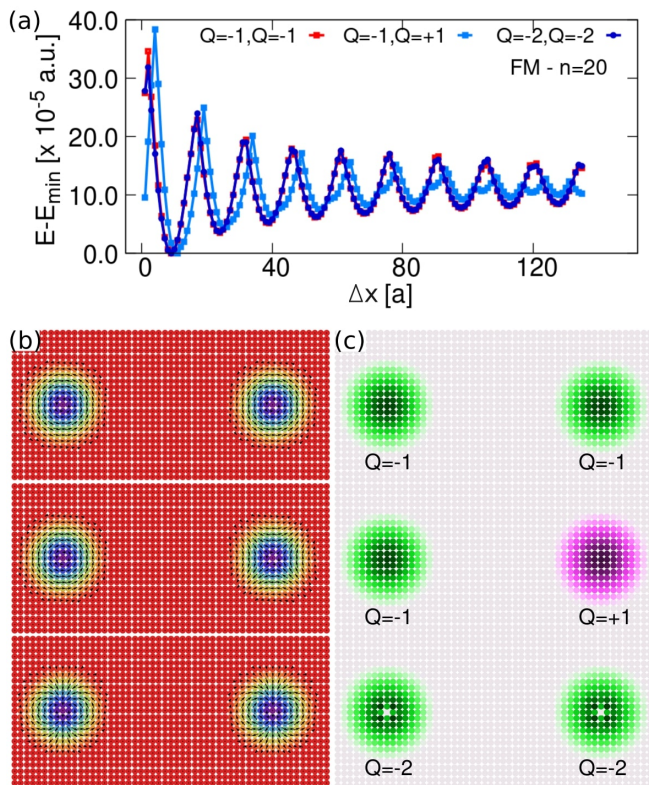 (a)
Q=-1,Q=-1 Q=-1,Q=+1 Q=-2,Q=-2
FM - n=20
40.0
30.0
20.0
10.0
0.0
E-Emin [x 10-5 a.u.]
0 40 80 120
Δx [a]
(b) (c)
Q=-1 Q=-1
Q=-1 Q=+1
Q=-2 Q=-2